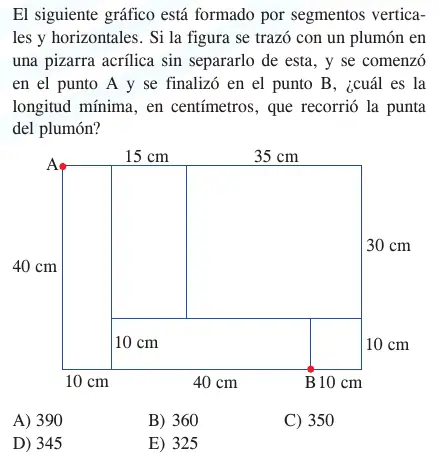 El siguiente gráfico está formado por segmentos vertica-
les y horizontales. Si la figura se trazó con un plumón en
una pizarra acrílica sin separarlo de esta, y se comenzó
en el punto A y se finalizó en el punto B, ¿cuál es la
longitud mínima, en centímetros, que recorrió la punta
del plumón?
A 15 cm 35 cm
30 cm
40 cm
10 cm 10 cm
10 cm 40 cm B 10 cm
A) 390 B) 360 C) 350
D) 345 E) 325